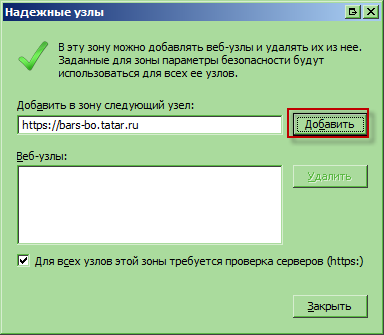 Надежные узлы
В эту зону можно добавлять веб-узлы и удалять их из нее.
Заданные для зоны параметры безопасности будут
использоваться для всех ее узлов.
Добавить в зону следующий узел:
https://bars-bo.tatar.ru
Добавить
Веб-узлы:
Удалить
Для всех узлов этой зоны требуется проверка серверов (https:)
Закрыть